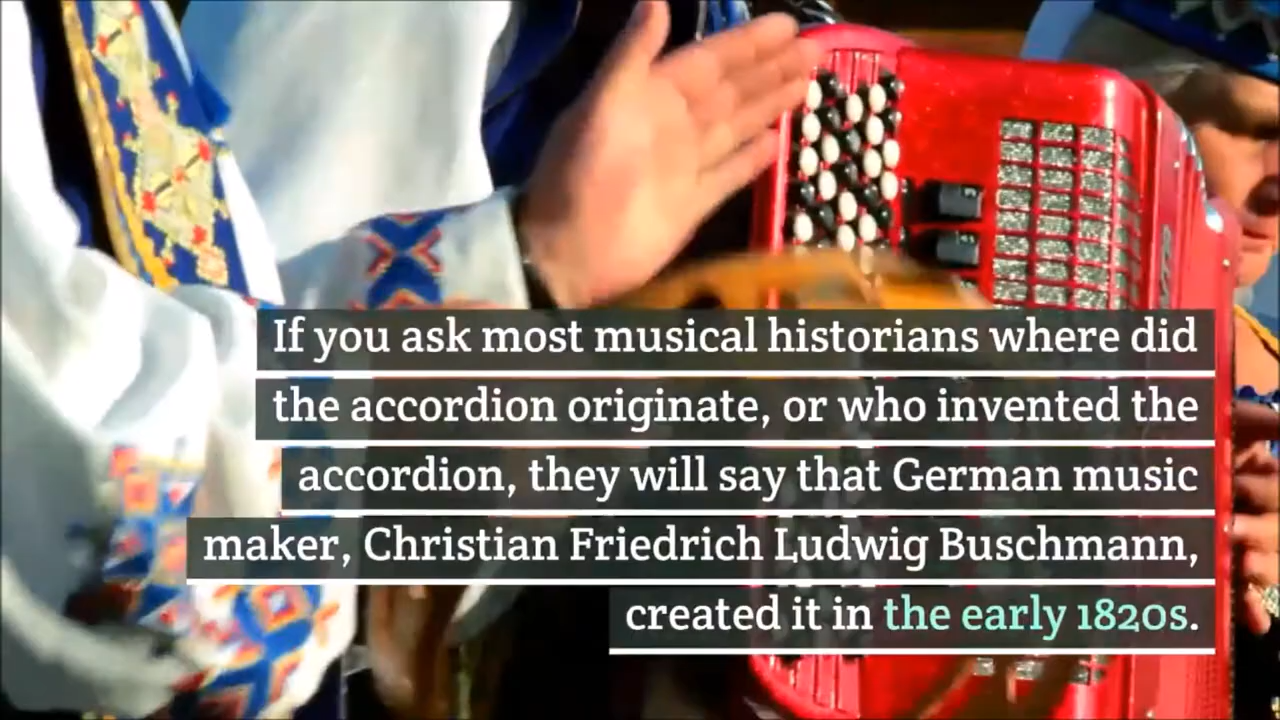 If you ask most musical historians where did
the accordion originate, or who invented the
accordion, they will say that German music
maker, Christian Friedrich Ludwig Buschmann,
created it in the early 1820s.